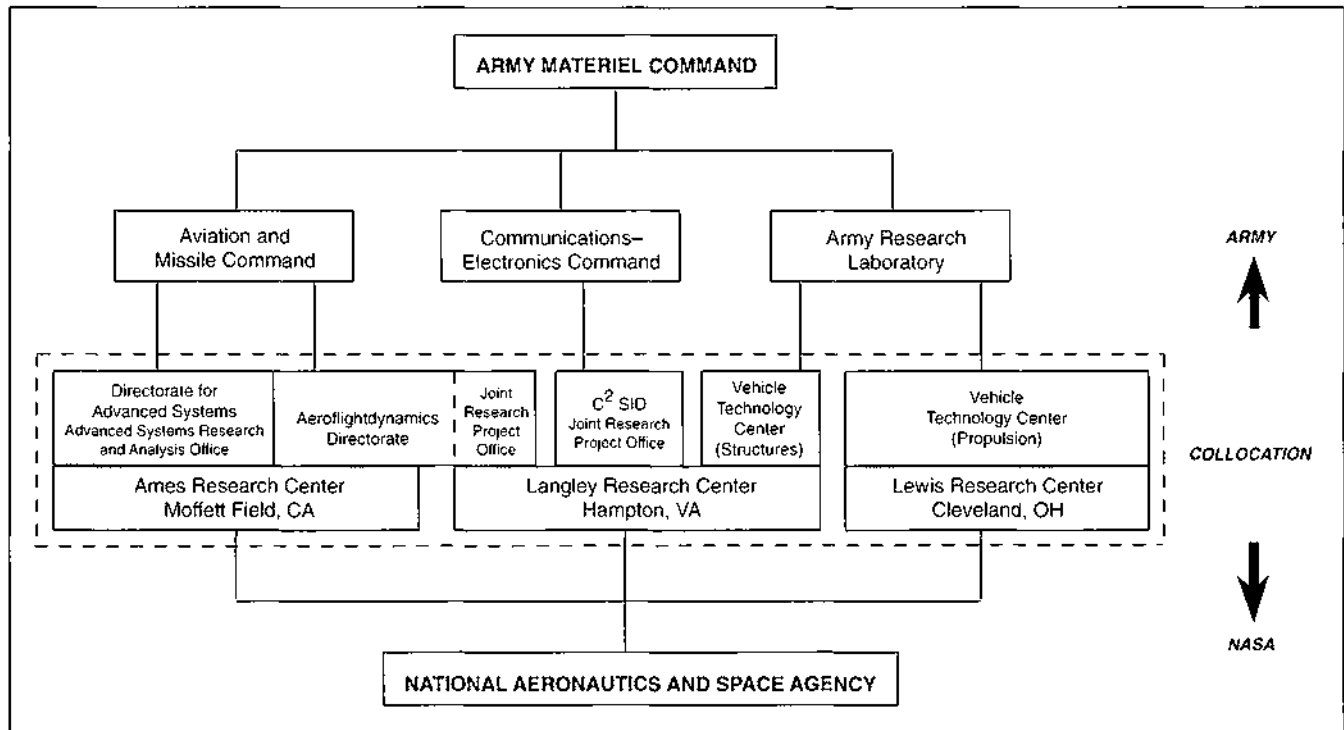 ARMY MATERIEL COMMAND
Aviation and
Missile Command
Communications–
Electronics Command
Army Research
Laboratory
ARMY
Directorate for
Advanced Systems
Advanced Systems Research
and Analysis Office
Aeroflightdynamics
Directorate
Joint
Research
Project
Office
C² SID
Joint Research
Project Office
Vehicle
Technology
Center
(Structures)
Vehicle
Technology Center
(Propulsion)
COLLOCATION
Ames Research Center
Moffett Field, CA
Langley Research Center
Hampton, VA
Lewis Research Center
Cleveland, OH
NASA
NATIONAL AERONAUTICS AND SPACE AGENCY